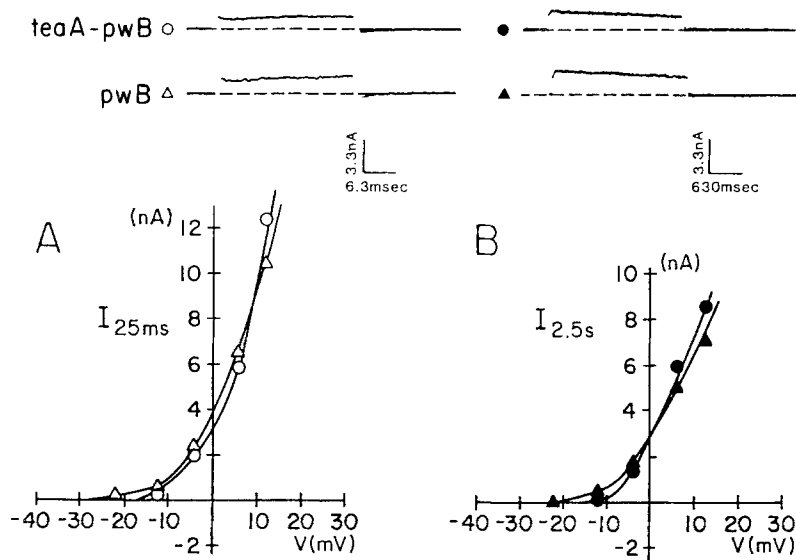 teaA-pwB
pwB
3.3nA
6.3msec
3.3nA
630msec
A
(nA)
I25ms
12
10
8
6
4
2
-2
-40 -30 -20 -10 10 20 30
V(mV)
B
(nA)
I2.5s
10
8
6
4
2
-2
-40 -30 -20 -10 0 10 20 30
V(mV)